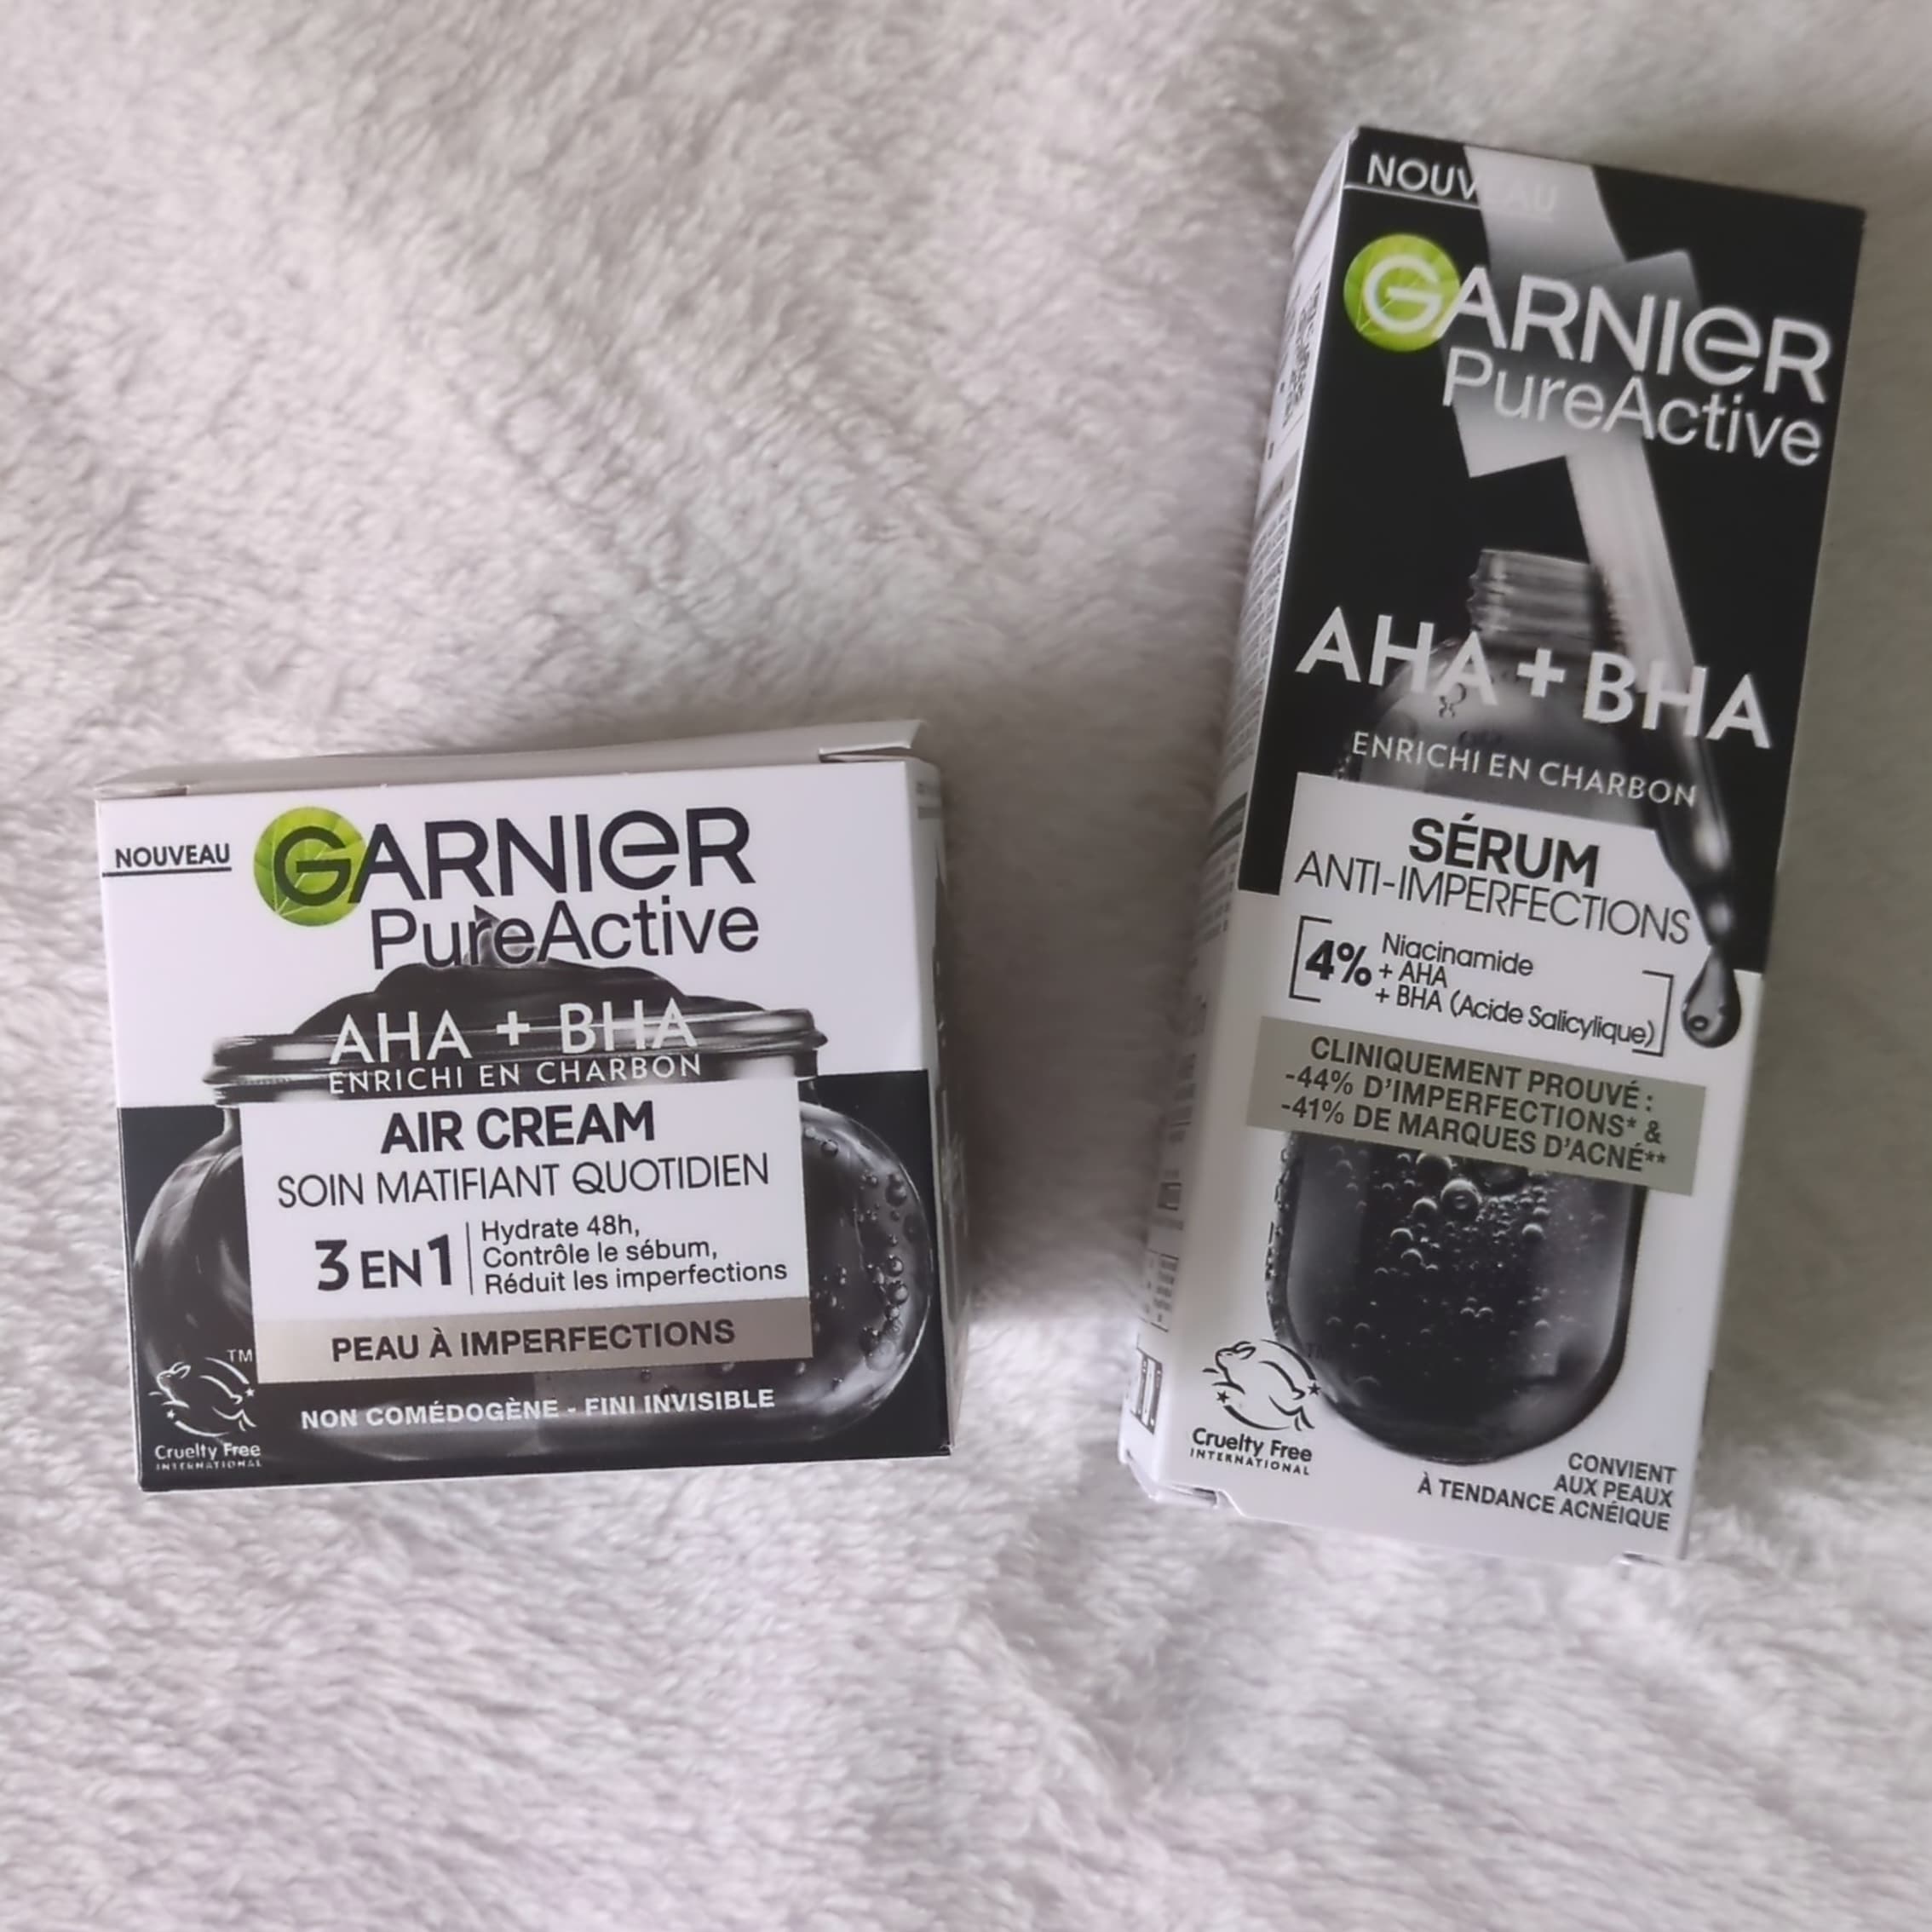 NOUVEAU
GARNIER
PureActive
AHA + BHA
ENRICHI EN CHARBON
AIR CREAM
SOIN MATIFIANT QUOTIDIEN
3 EN 1
Hydrate 48h,
Contrôle le sébum,
Réduit les imperfections
PEAU À IMPERFECTIONS
NON COMÉDOGÈNE - FINI INVISIBLE
TM
Cruelty Free
INTERNATIONAL
NOUVEAU
GARNIER
PureActive
AHA + BHA
ENRICHI EN CHARBON
SÉRUM
ANTI-IMPERFECTIONS
4% Niacinamide
+ AHA
+ BHA (Acide Salicylique)
CLINIQUEMENT PROUVÉ :
-44% D'IMPERFECTIONS* &
-41% DE MARQUES D'ACNÉ**
Cruelty Free
INTERNATIONAL
CONVIENT
AUX PEAUX
À TENDANCE ACNÉIQUE